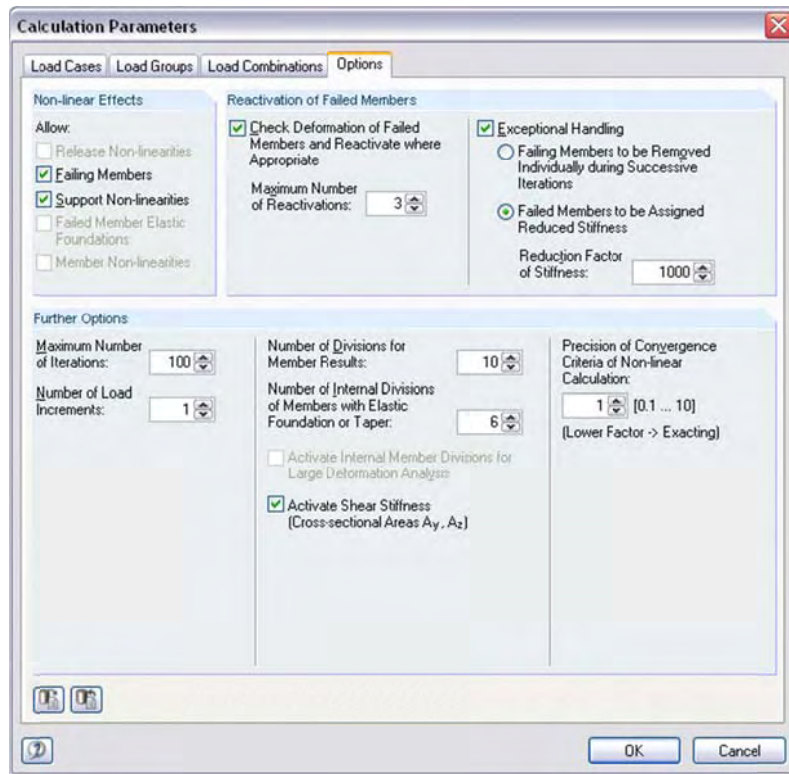 Calculation Parameters
Load Cases Load Groups Load Combinations Options
Non-linear Effects
Allow:
Release Non-linearities
Failing Members
Support Non-linearities
Failed Member Elastic
Foundations
Member Non-linearities
Reactivation of Failed Members
Check Deformation of Failed
Members and Reactivate where
Appropriate
Maximum Number
of Reactivations: 3
Exceptional Handling
Failing Members to be Removed
Individually during Successive
Iterations
Failed Members to be Assigned
Reduced Stiffness
Reduction Factor
of Stiffness: 1000
Further Options
Maximum Number
of Iterations: 100
Number of Load
Increments: 1
Number of Divisions for
Member Results: 10
Number of Internal Divisions
of Members with Elastic
Foundation or Taper: 6
Activate Internal Member Divisions for
Large Deformation Analysis
Activate Shear Stiffness
(Cross-sectional Areas Ay, Az)
Precision of Convergence
Criteria of Non-linear
Calculation:
1 [0.1 ... 10]
(Lower Factor -> Exacting)
OK Cancel